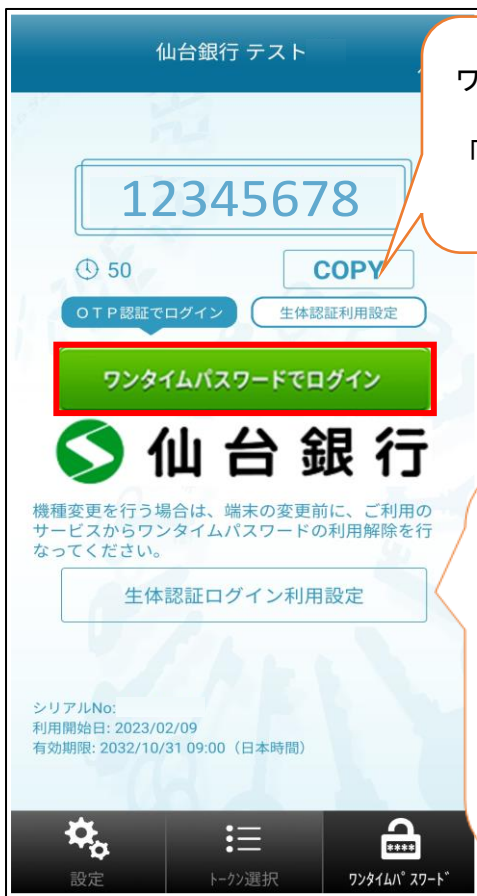 仙台銀行 テスト
ワ
「
12345678
50
COPY
OTP認証でログイン
生体認証利用設定
ワンタイムパスワードでログイン
仙台銀行
機種変更を行う場合は、端末の変更前に、ご利用の
サービスからワンタイムパスワードの利用解除を行
なってください。
生体認証ログイン利用設定
シリアルNo:
利用開始日: 2023/02/09
有効期限: 2032/10/31 09:00（日本時間）
****
設定
トークン選択
ワンタイムパスワード